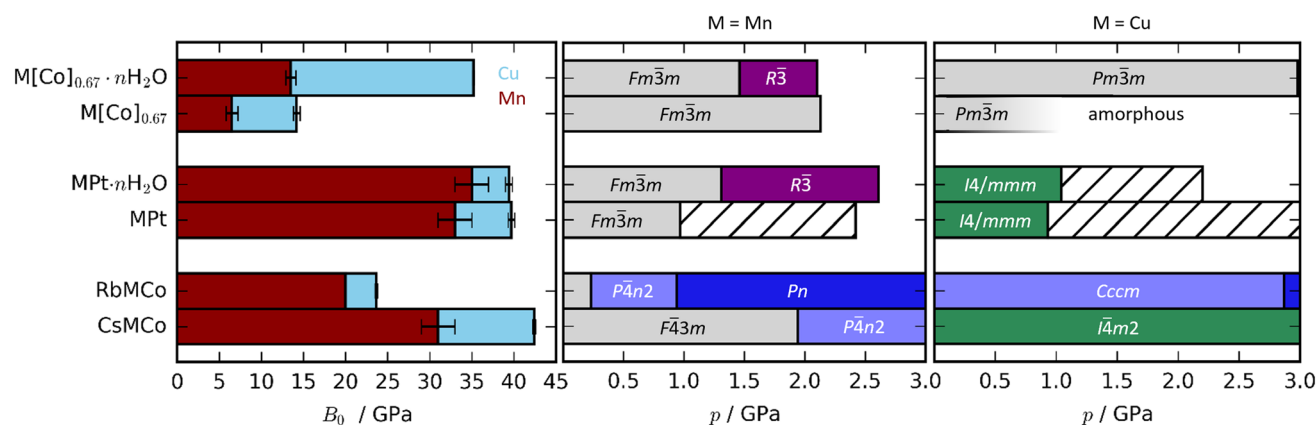 M = Mn
M = Cu
M[Co]₀.₆₇ · nH₂O
M[Co]₀.₆₇
MPt·nH₂O
MPt
RbMCo
CsMCo
Cu
Mn
0 5 10 15 20 25 30 35 40 45
B₀ / GPa
Fm3̄m R3̄
Fm3̄m
Fm3̄m R3̄
Fm3̄m
P4̄n2 Pn
F4̄3m P4̄n2
0.5 1.0 1.5 2.0 2.5 3.0
p / GPa
Pm3̄m
Pm3̄m amorphous
I4/mmm
I4/mmm
Cccm
I4̄m2
0.5 1.0 1.5 2.0 2.5 3.0
p / GPa